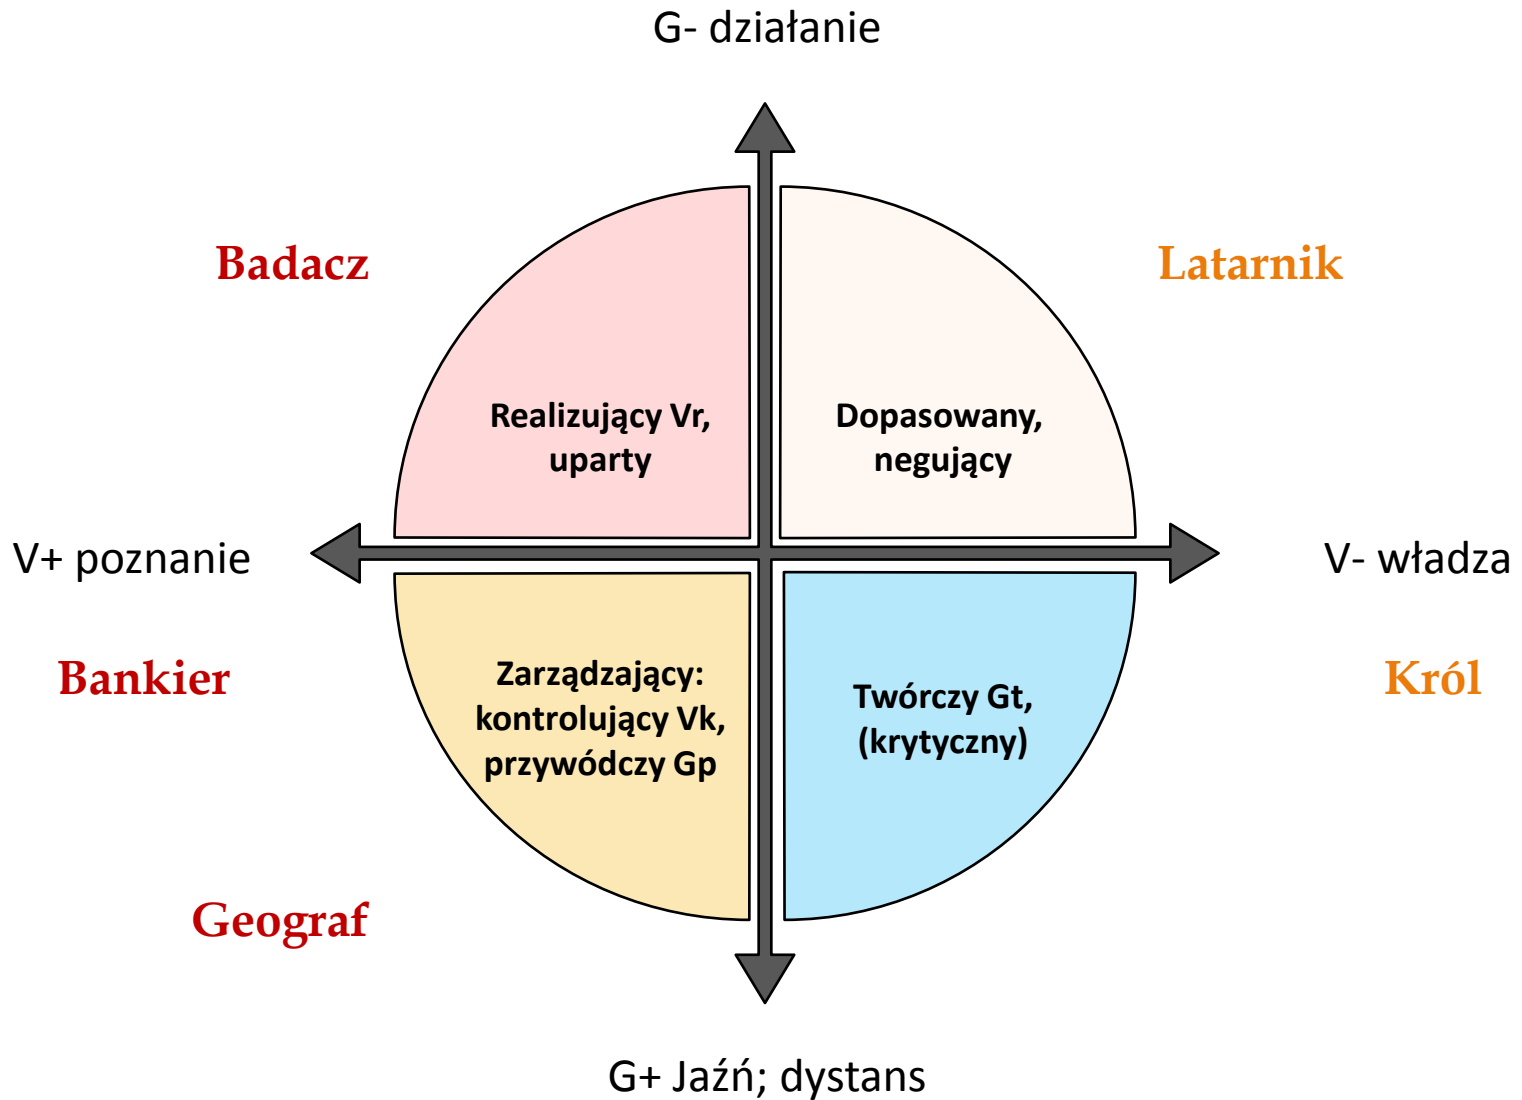 G- działanie
Badacz
Latarnik
Realizujący Vr,
uparty
Dopasowany,
negujący
V+ poznanie
V- władza
Bankier
Zarządzający:
kontrolujący Vk,
przywódczy Gp
Twórczy Gt,
(krytyczny)
Król
Geograf
G+ Jaźń; dystans